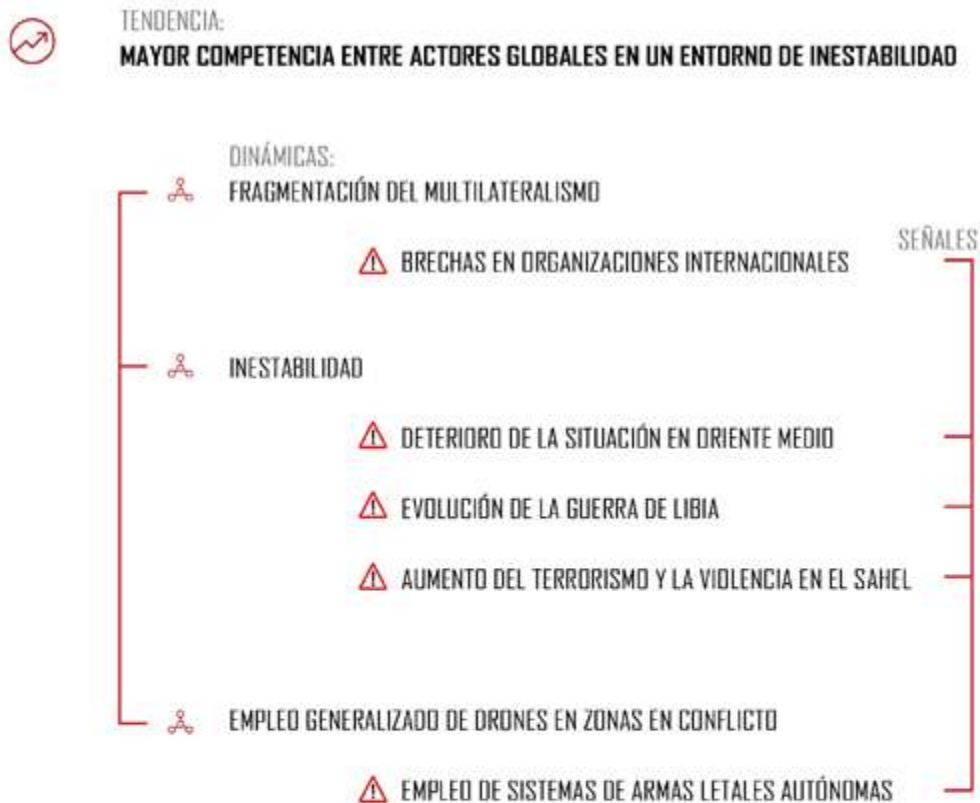 TENDENCIA:
MAYOR COMPETENCIA ENTRE ACTORES GLOBALES EN UN ENTORNO DE INESTABILIDAD
DINÁMICAS:
FRAGMENTACIÓN DEL MULTILATERALISMO
SEÑALES
BRECHAS EN ORGANIZACIONES INTERNACIONALES
INESTABILIDAD
DETERIORO DE LA SITUACIÓN EN ORIENTE MEDIO
EVOLUCIÓN DE LA GUERRA DE LIBIA
AUMENTO DEL TERRORISMO Y LA VIOLENCIA EN EL SAHEL
EMPLEO GENERALIZADO DE DRONES EN ZONAS EN CONFLICTO
EMPLEO DE SISTEMAS DE ARMAS LETALES AUTÓNOMAS